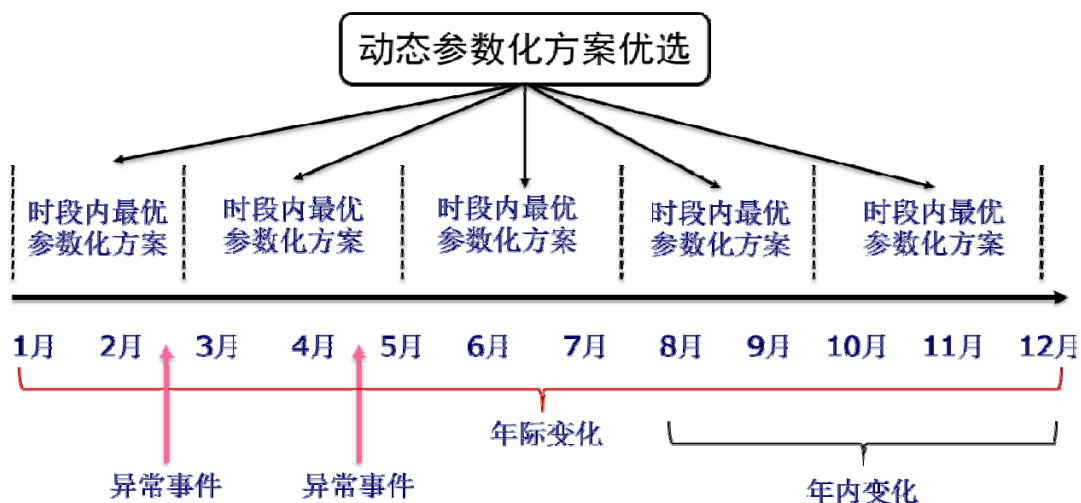 动态参数化方案优选
时段内最优 时段内最优 时段内最优 时段内最优 时段内最优
参数化方案 参数化方案 参数化方案 参数化方案 参数化方案
1月 2月 3月 4月 5月 6月 7月 8月 9月 10月 11月 12月
年际变化
异常事件 异常事件 年内变化